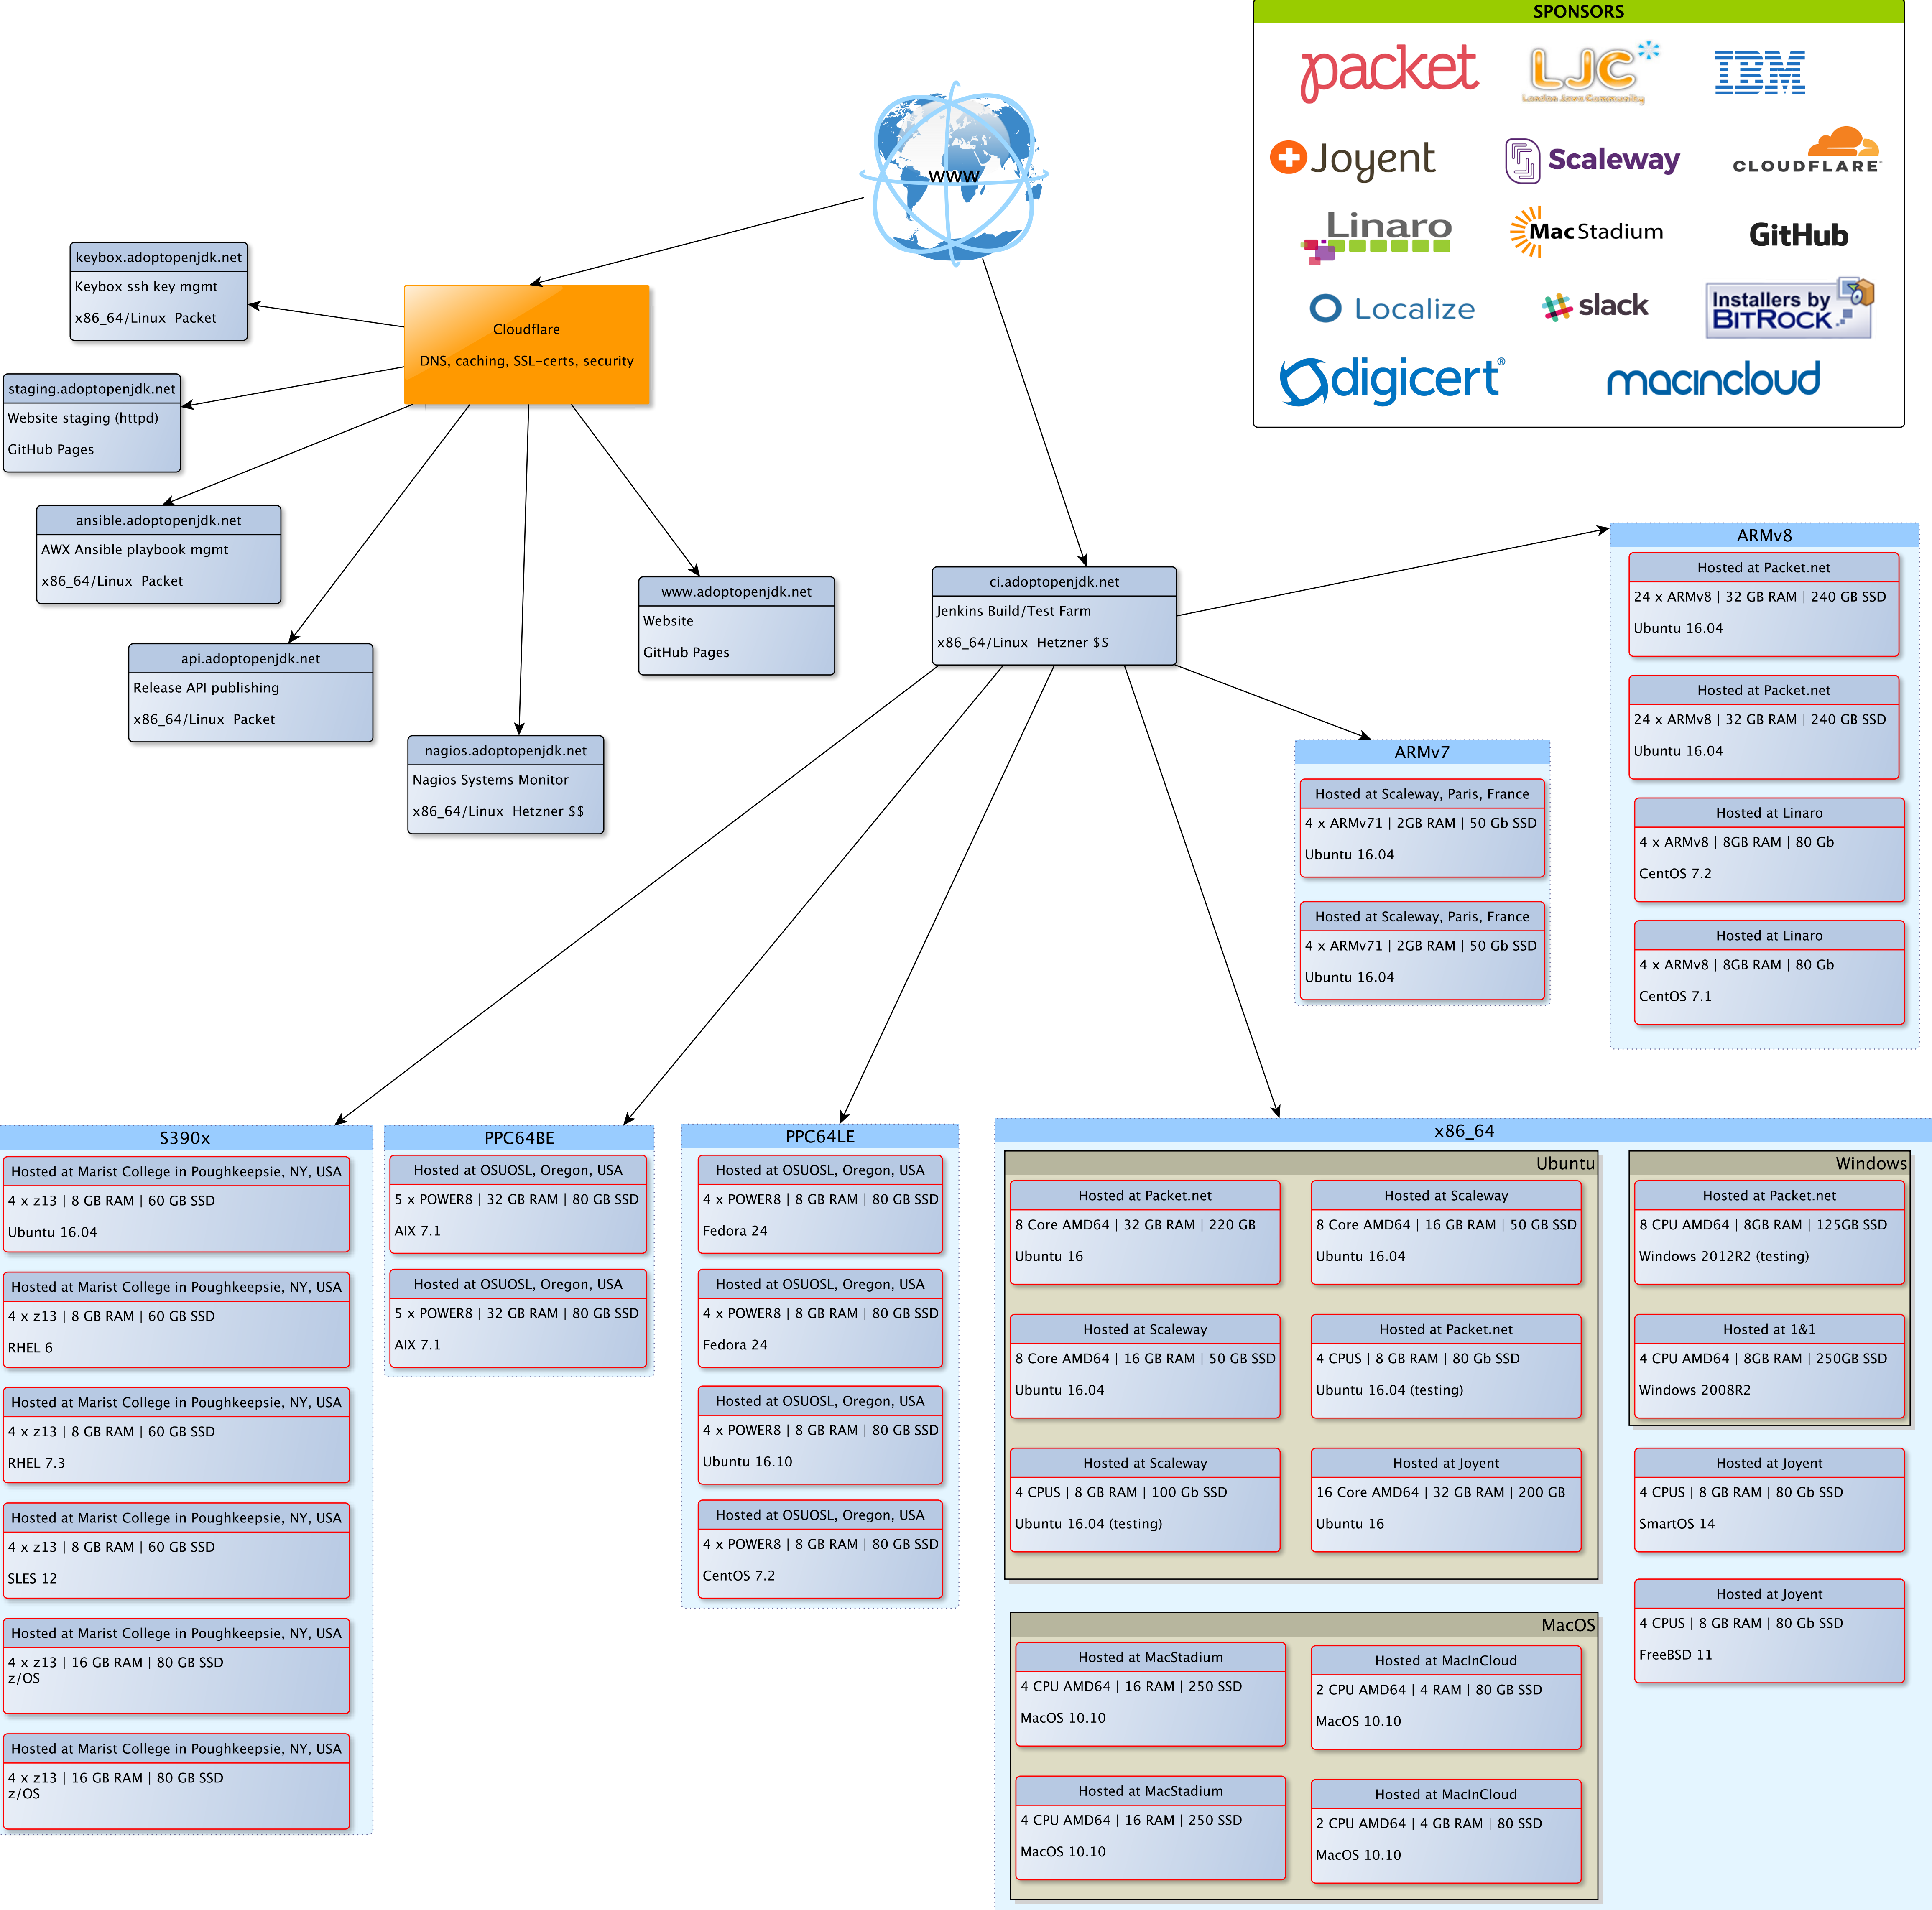 SPONSORS
packet
LJC
London Java Community
IBM
Joyent
Scaleway
CLOUDFLARE
Linaro
MacStadium
GitHub
Localize
slack
Installers by
BITROCK
digicert®
macincloud
WWW
keybox.adoptopenjdk.net
Keybox ssh key mgmt
x86_64/Linux Packet
Cloudflare
DNS, caching, SSL-certs, security
staging.adoptopenjdk.net
Website staging (httpd)
GitHub Pages
ansible.adoptopenjdk.net
AWX Ansible playbook mgmt
x86_64/Linux Packet
api.adoptopenjdk.net
Release API publishing
x86_64/Linux Packet
nagios.adoptopenjdk.net
Nagios Systems Monitor
x86_64/Linux Hetzner $$
www.adoptopenjdk.net
Website
GitHub Pages
ci.adoptopenjdk.net
Jenkins Build/Test Farm
x86_64/Linux Hetzner $$
ARMv8
Hosted at Packet.net
24 x ARMv8 | 32 GB RAM | 240 GB SSD
Ubuntu 16.04
Hosted at Packet.net
24 x ARMv8 | 32 GB RAM | 240 GB SSD
Ubuntu 16.04
Hosted at Linaro
4 x ARMv8 | 8GB RAM | 80 Gb
CentOS 7.2
Hosted at Linaro
4 x ARMv8 | 8GB RAM | 80 Gb
CentOS 7.1
ARMv7
Hosted at Scaleway, Paris, France
4 x ARMv71 | 2GB RAM | 50 Gb SSD
Ubuntu 16.04
Hosted at Scaleway, Paris, France
4 x ARMv71 | 2GB RAM | 50 Gb SSD
Ubuntu 16.04
S390x
Hosted at Marist College in Poughkeepsie, NY, USA
4 x z13 | 8 GB RAM | 60 GB SSD
Ubuntu 16.04
Hosted at Marist College in Poughkeepsie, NY, USA
4 x z13 | 8 GB RAM | 60 GB SSD
RHEL 6
Hosted at Marist College in Poughkeepsie, NY, USA
4 x z13 | 8 GB RAM | 60 GB SSD
RHEL 7.3
Hosted at Marist College in Poughkeepsie, NY, USA
4 x z13 | 8 GB RAM | 60 GB SSD
SLES 12
Hosted at Marist College in Poughkeepsie, NY, USA
4 x z13 | 16 GB RAM | 80 GB SSD
z/OS
Hosted at Marist College in Poughkeepsie, NY, USA
4 x z13 | 16 GB RAM | 80 GB SSD
z/OS
PPC64BE
Hosted at OSUOSL, Oregon, USA
5 x POWER8 | 32 GB RAM | 80 GB SSD
AIX 7.1
Hosted at OSUOSL, Oregon, USA
5 x POWER8 | 32 GB RAM | 80 GB SSD
AIX 7.1
PPC64LE
Hosted at OSUOSL, Oregon, USA
4 x POWER8 | 8 GB RAM | 80 GB SSD
Fedora 24
Hosted at OSUOSL, Oregon, USA
4 x POWER8 | 8 GB RAM | 80 GB SSD
Fedora 24
Hosted at OSUOSL, Oregon, USA
4 x POWER8 | 8 GB RAM | 80 GB SSD
Ubuntu 16.10
Hosted at OSUOSL, Oregon, USA
4 x POWER8 | 8 GB RAM | 80 GB SSD
CentOS 7.2
x86_64
Ubuntu
Hosted at Packet.net
8 Core AMD64 | 32 GB RAM | 220 GB
Ubuntu 16
Hosted at Scaleway
8 Core AMD64 | 16 GB RAM | 50 GB SSD
Ubuntu 16.04
Hosted at Scaleway
8 Core AMD64 | 16 GB RAM | 50 GB SSD
Ubuntu 16.04
Hosted at Packet.net
4 CPUS | 8 GB RAM | 80 Gb SSD
Ubuntu 16.04 (testing)
Hosted at Scaleway
4 CPUS | 8 GB RAM | 100 Gb SSD
Ubuntu 16.04 (testing)
Hosted at Joyent
16 Core AMD64 | 32 GB RAM | 200 GB
Ubuntu 16
Windows
Hosted at Packet.net
8 CPU AMD64 | 8GB RAM | 125GB SSD
Windows 2012R2 (testing)
Hosted at 1&1
4 CPU AMD64 | 8GB RAM | 250GB SSD
Windows 2008R2
Hosted at Joyent
4 CPUS | 8 GB RAM | 80 Gb SSD
SmartOS 14
Hosted at Joyent
4 CPUS | 8 GB RAM | 80 Gb SSD
FreeBSD 11
MacOS
Hosted at MacStadium
4 CPU AMD64 | 16 RAM | 250 SSD
MacOS 10.10
Hosted at MacInCloud
2 CPU AMD64 | 4 RAM | 80 GB SSD
MacOS 10.10
Hosted at MacStadium
4 CPU AMD64 | 16 RAM | 250 SSD
MacOS 10.10
Hosted at MacInCloud
2 CPU AMD64 | 4 GB RAM | 80 SSD
MacOS 10.10